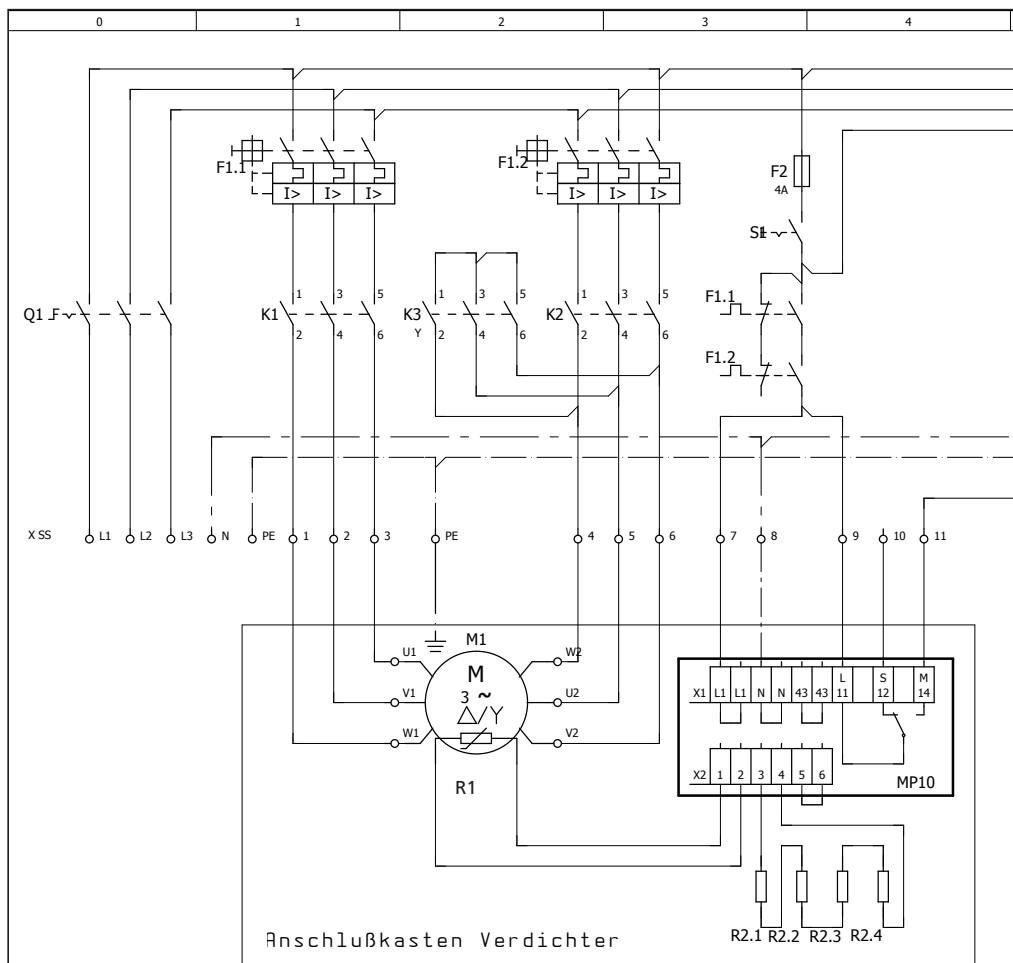 0 1 2 3 4
F1.1 F1.2 F2
4A
I> I> I> I> I> I>
S1
F1.1
1 3 5 1 3 5 1 3 5
Q1 K1 K3 K2
Y
2 4 6 2 4 6 2 4 6
F1.2
X SS L1 L2 L3 N PE 1 2 3 PE 4 5 6 7 8 9 10 11
M1
U1 W2
M
3 ~
△/Y
V1 U2
W1 V2
R1
L S M
X1 L1 L1 N N 43 43 11 12 14
X2 1 2 3 4 5 6
MP10
R2.1 R2.2 R2.3 R2.4
Anschlußkasten Verdichter